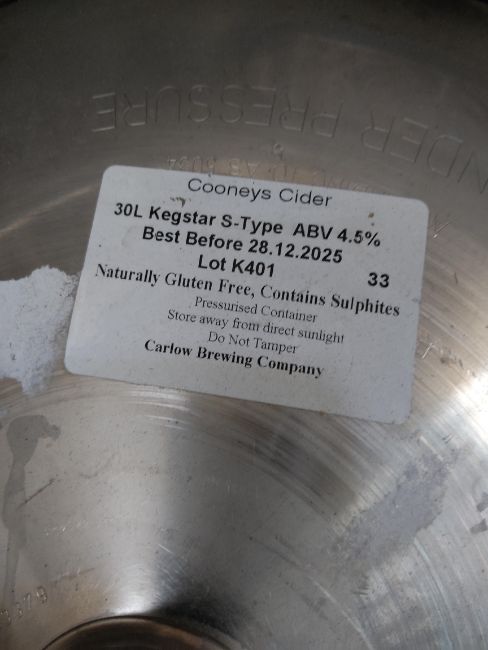 NDER PRESSURE
Cooneys Cider
30L Kegstar S-Type ABV 4.5%
Best Before 28.12.2025
Lot K401 33
Naturally Gluten Free, Contains Sulphites
Pressurised Container
Store away from direct sunlight
Do Not Tamper
Carlow Brewing Company